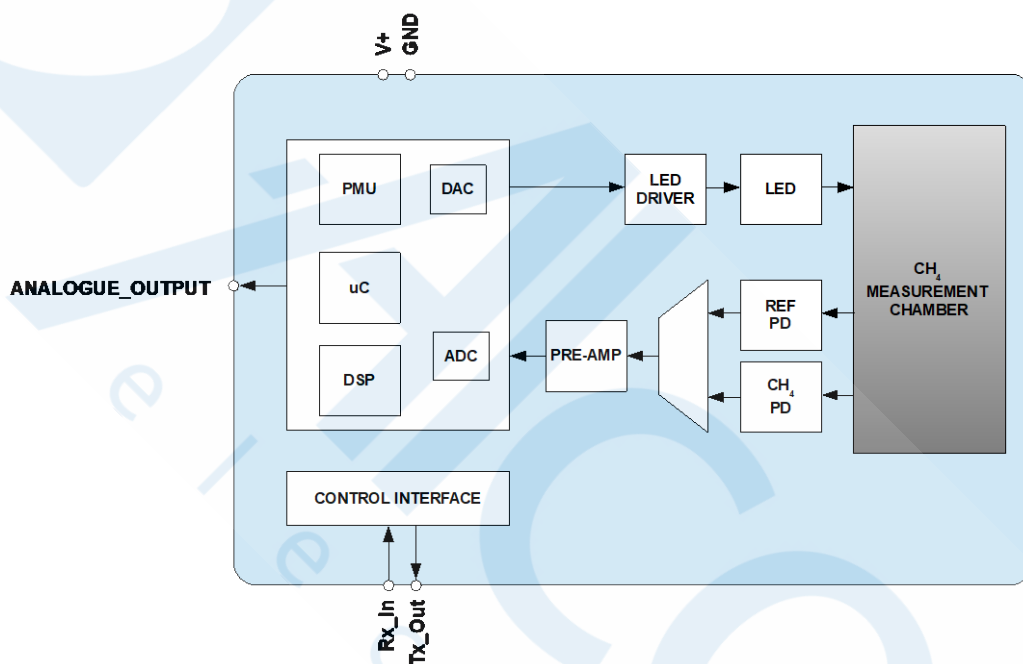 V+
GND
PMU
DAC
LED
DRIVER
LED
uC
ANALOGUE_OUTPUT
CH₄
MEASUREMENT
CHAMBER
REF
PD
ADC
PRE-AMP
DSP
CH₄
PD
CONTROL INTERFACE
Rx_In
Tx_Out